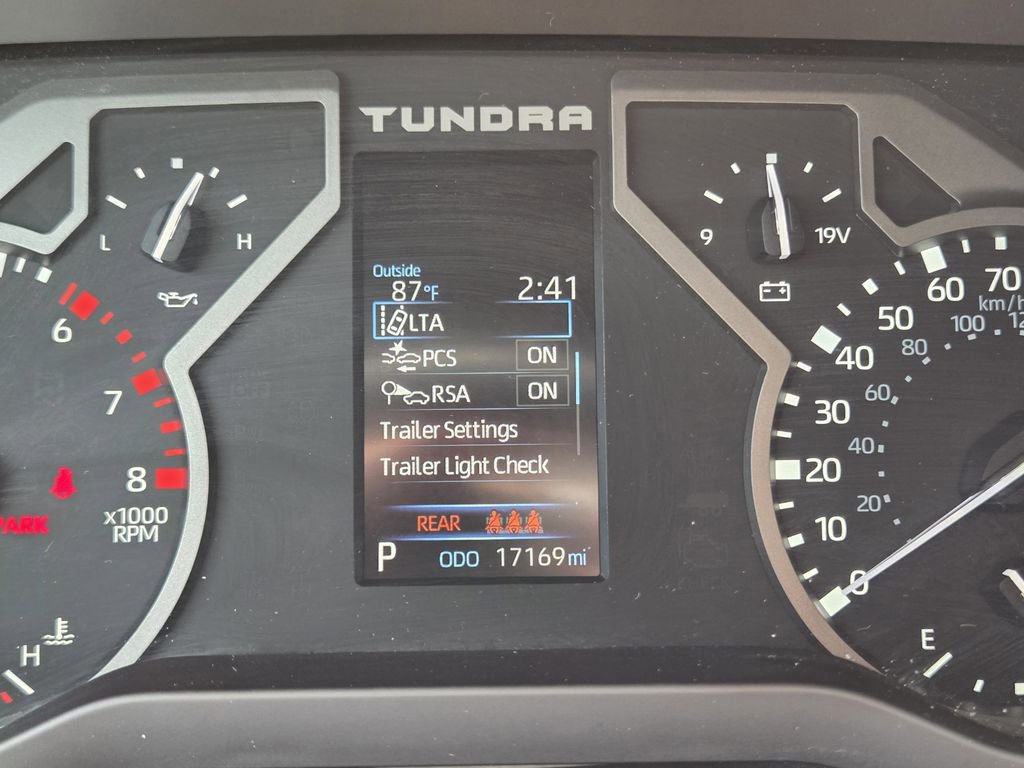 TUNDRA
L
H
9
19V
Outside
87°F
2:41
LTA
PCS ON
RSA ON
Trailer Settings
Trailer Light Check
REAR
P ODO 17169 mi
6
7
8
x1000
RPM
PARK
H
70
60
50
40
30
20
10
0
km/h
100
80
60
40
20
E